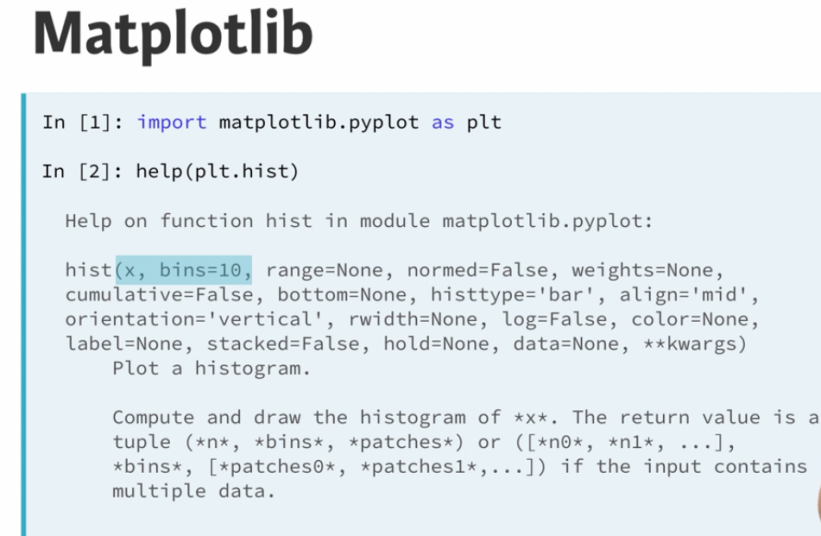 Matplotlib
In [1]: import matplotlib.pyplot as plt
In [2]: help(plt.hist)
Help on function hist in module matplotlib.pyplot:
hist(x, bins=10, range=None, normed=False, weights=None,
cumulative=False, bottom=None, histtype='bar', align='mid',
orientation='vertical', rwidth=None, log=False, color=None,
label=None, stacked=False, hold=None, data=None, **kwargs)
Plot a histogram.
Compute and draw the histogram of *x*. The return value is a
tuple (*n*, *bins*, *patches*) or ([*n0*, *n1*, ...],
*bins*, [*patches0*, *patches1*,...]) if the input contains
multiple data.